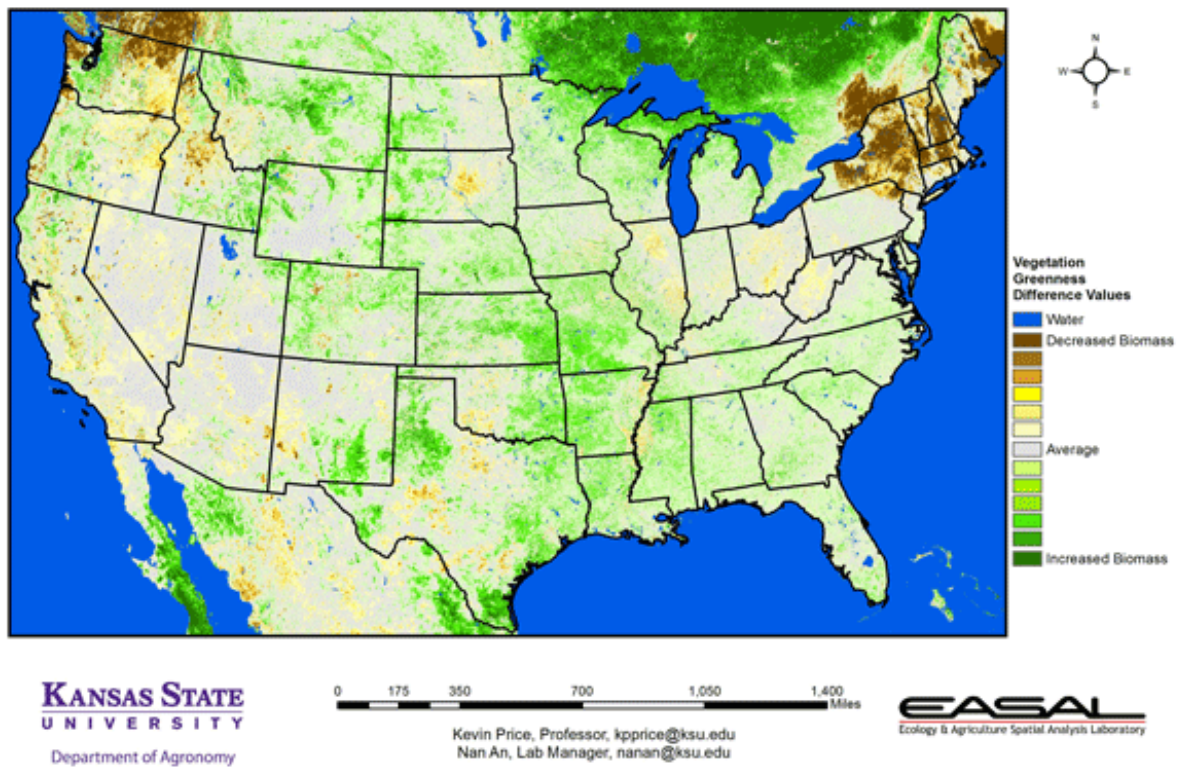 N
W
E
S
Vegetation
Greenness
Difference Values
Water
Decreased Biomass
Average
Increased Biomass
KANSAS STATE
UNIVERSITY
Department of Agronomy
0 175 350 700 1,050 1,400
Miles
Kevin Price, Professor, kpprice@ksu.edu
Nan An, Lab Manager, nanan@ksu.edu
EASAL
Ecology & Agriculture Spatial Analysis Laboratory